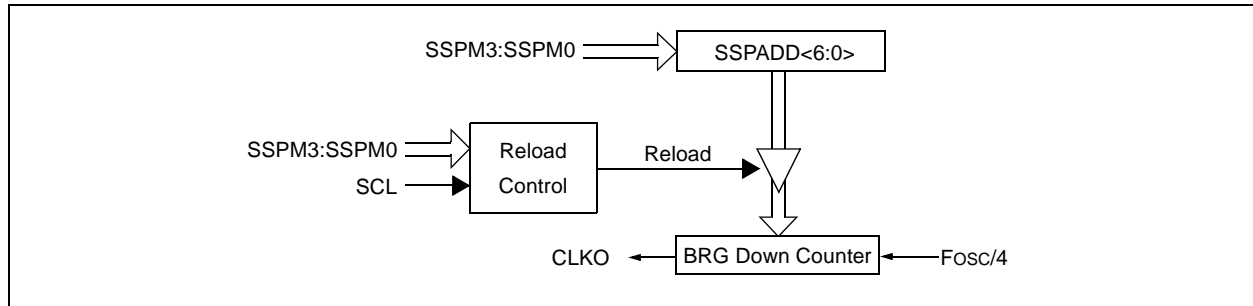 SSPM3:SSPM0
SSPADD<6:0>
SSPM3:SSPM0
SCL
Reload
Control
Reload
CLKO
BRG Down Counter
FOSC/4